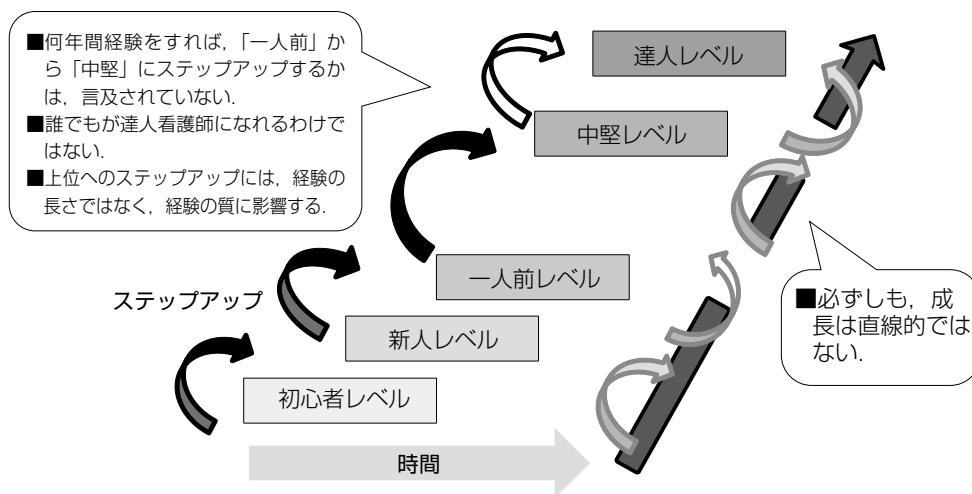 ■何年間経験をすれば，「一人前」か
ら「中堅」にステップアップするか
は，言及されていない．
■誰でもが達人看護師になれるわけで
はない．
■上位へのステップアップには，経験の
長さではなく，経験の質に影響する．
達人レベル
中堅レベル
一人前レベル
ステップアップ
新人レベル
初心者レベル
時間
■必ずしも，成
長は直線的では
ない．